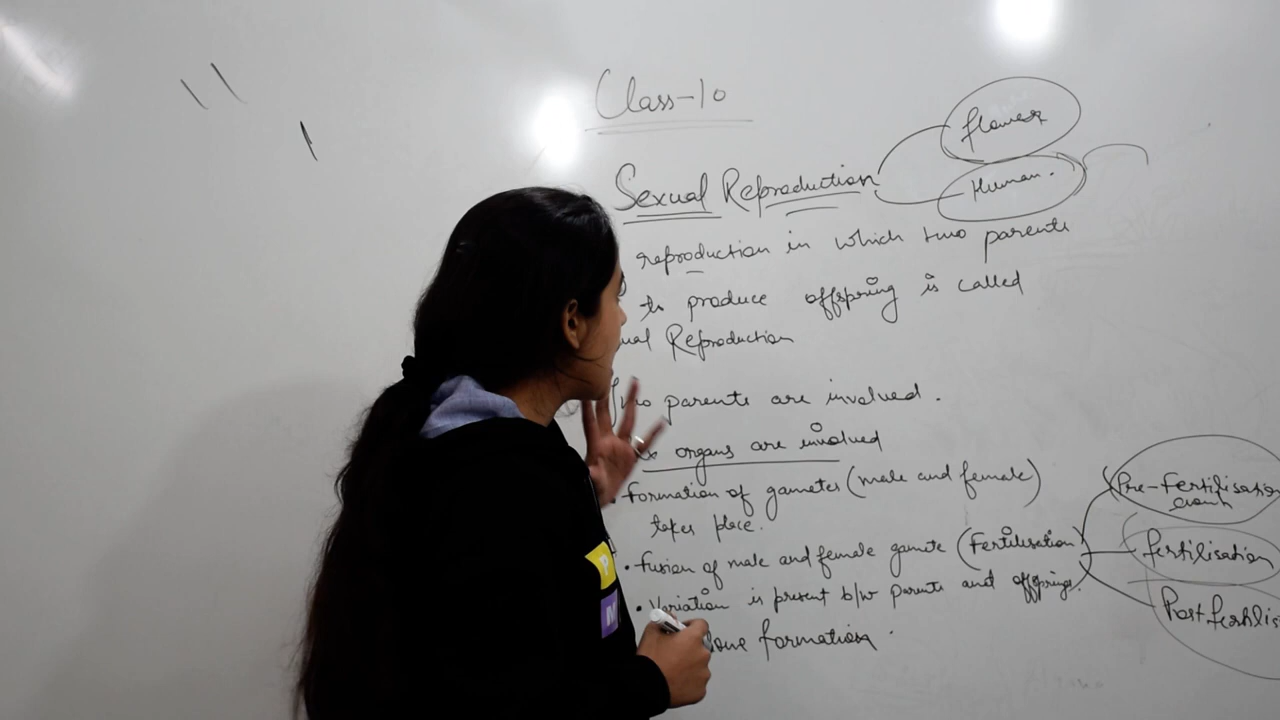 Class-10
flower
Sexual Reproduction
Human.
reproduction in which two parents
to produce offspring is called
ual Reproduction
Two parents are involved.
x organs are involved
• Formation of gametes (male and female)
takes place.
Pre-fertilisation
event
• Fusion of male and female gamete (Fertilisation)
fertilisation
• Variation is present b/w parents and offsprings.
Post fertilis
formation.
P
M